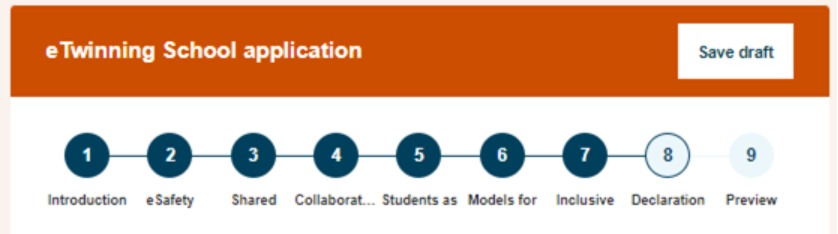 eTwinning School application
Save draft
1 2 3 4 5 6 7 8 9
Introduction eSafety Shared Collaborat... Students as Models for Inclusive Declaration Preview